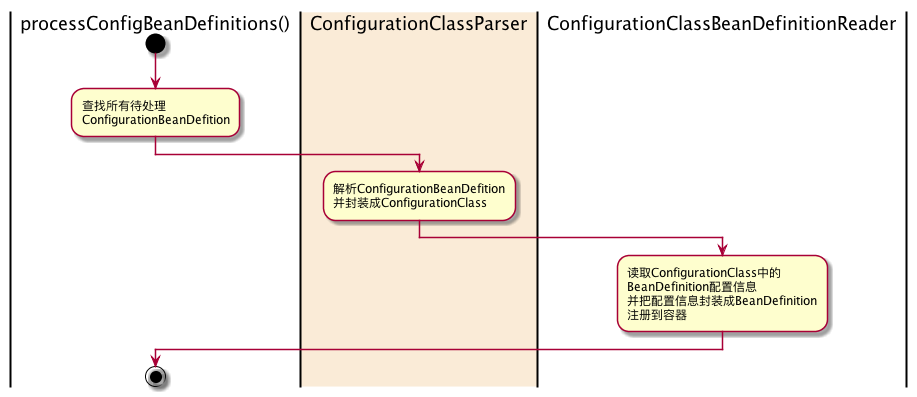 processConfigBeanDefinitions()
ConfigurationClassParser
ConfigurationClassBeanDefinitionReader
查找所有待处理
ConfigurationBeanDefition
解析ConfigurationBeanDefition
并封装成ConfigurationClass
读取ConfigurationClass中的
BeanDefinition配置信息
并把配置信息封装成BeanDefinition
注册到容器